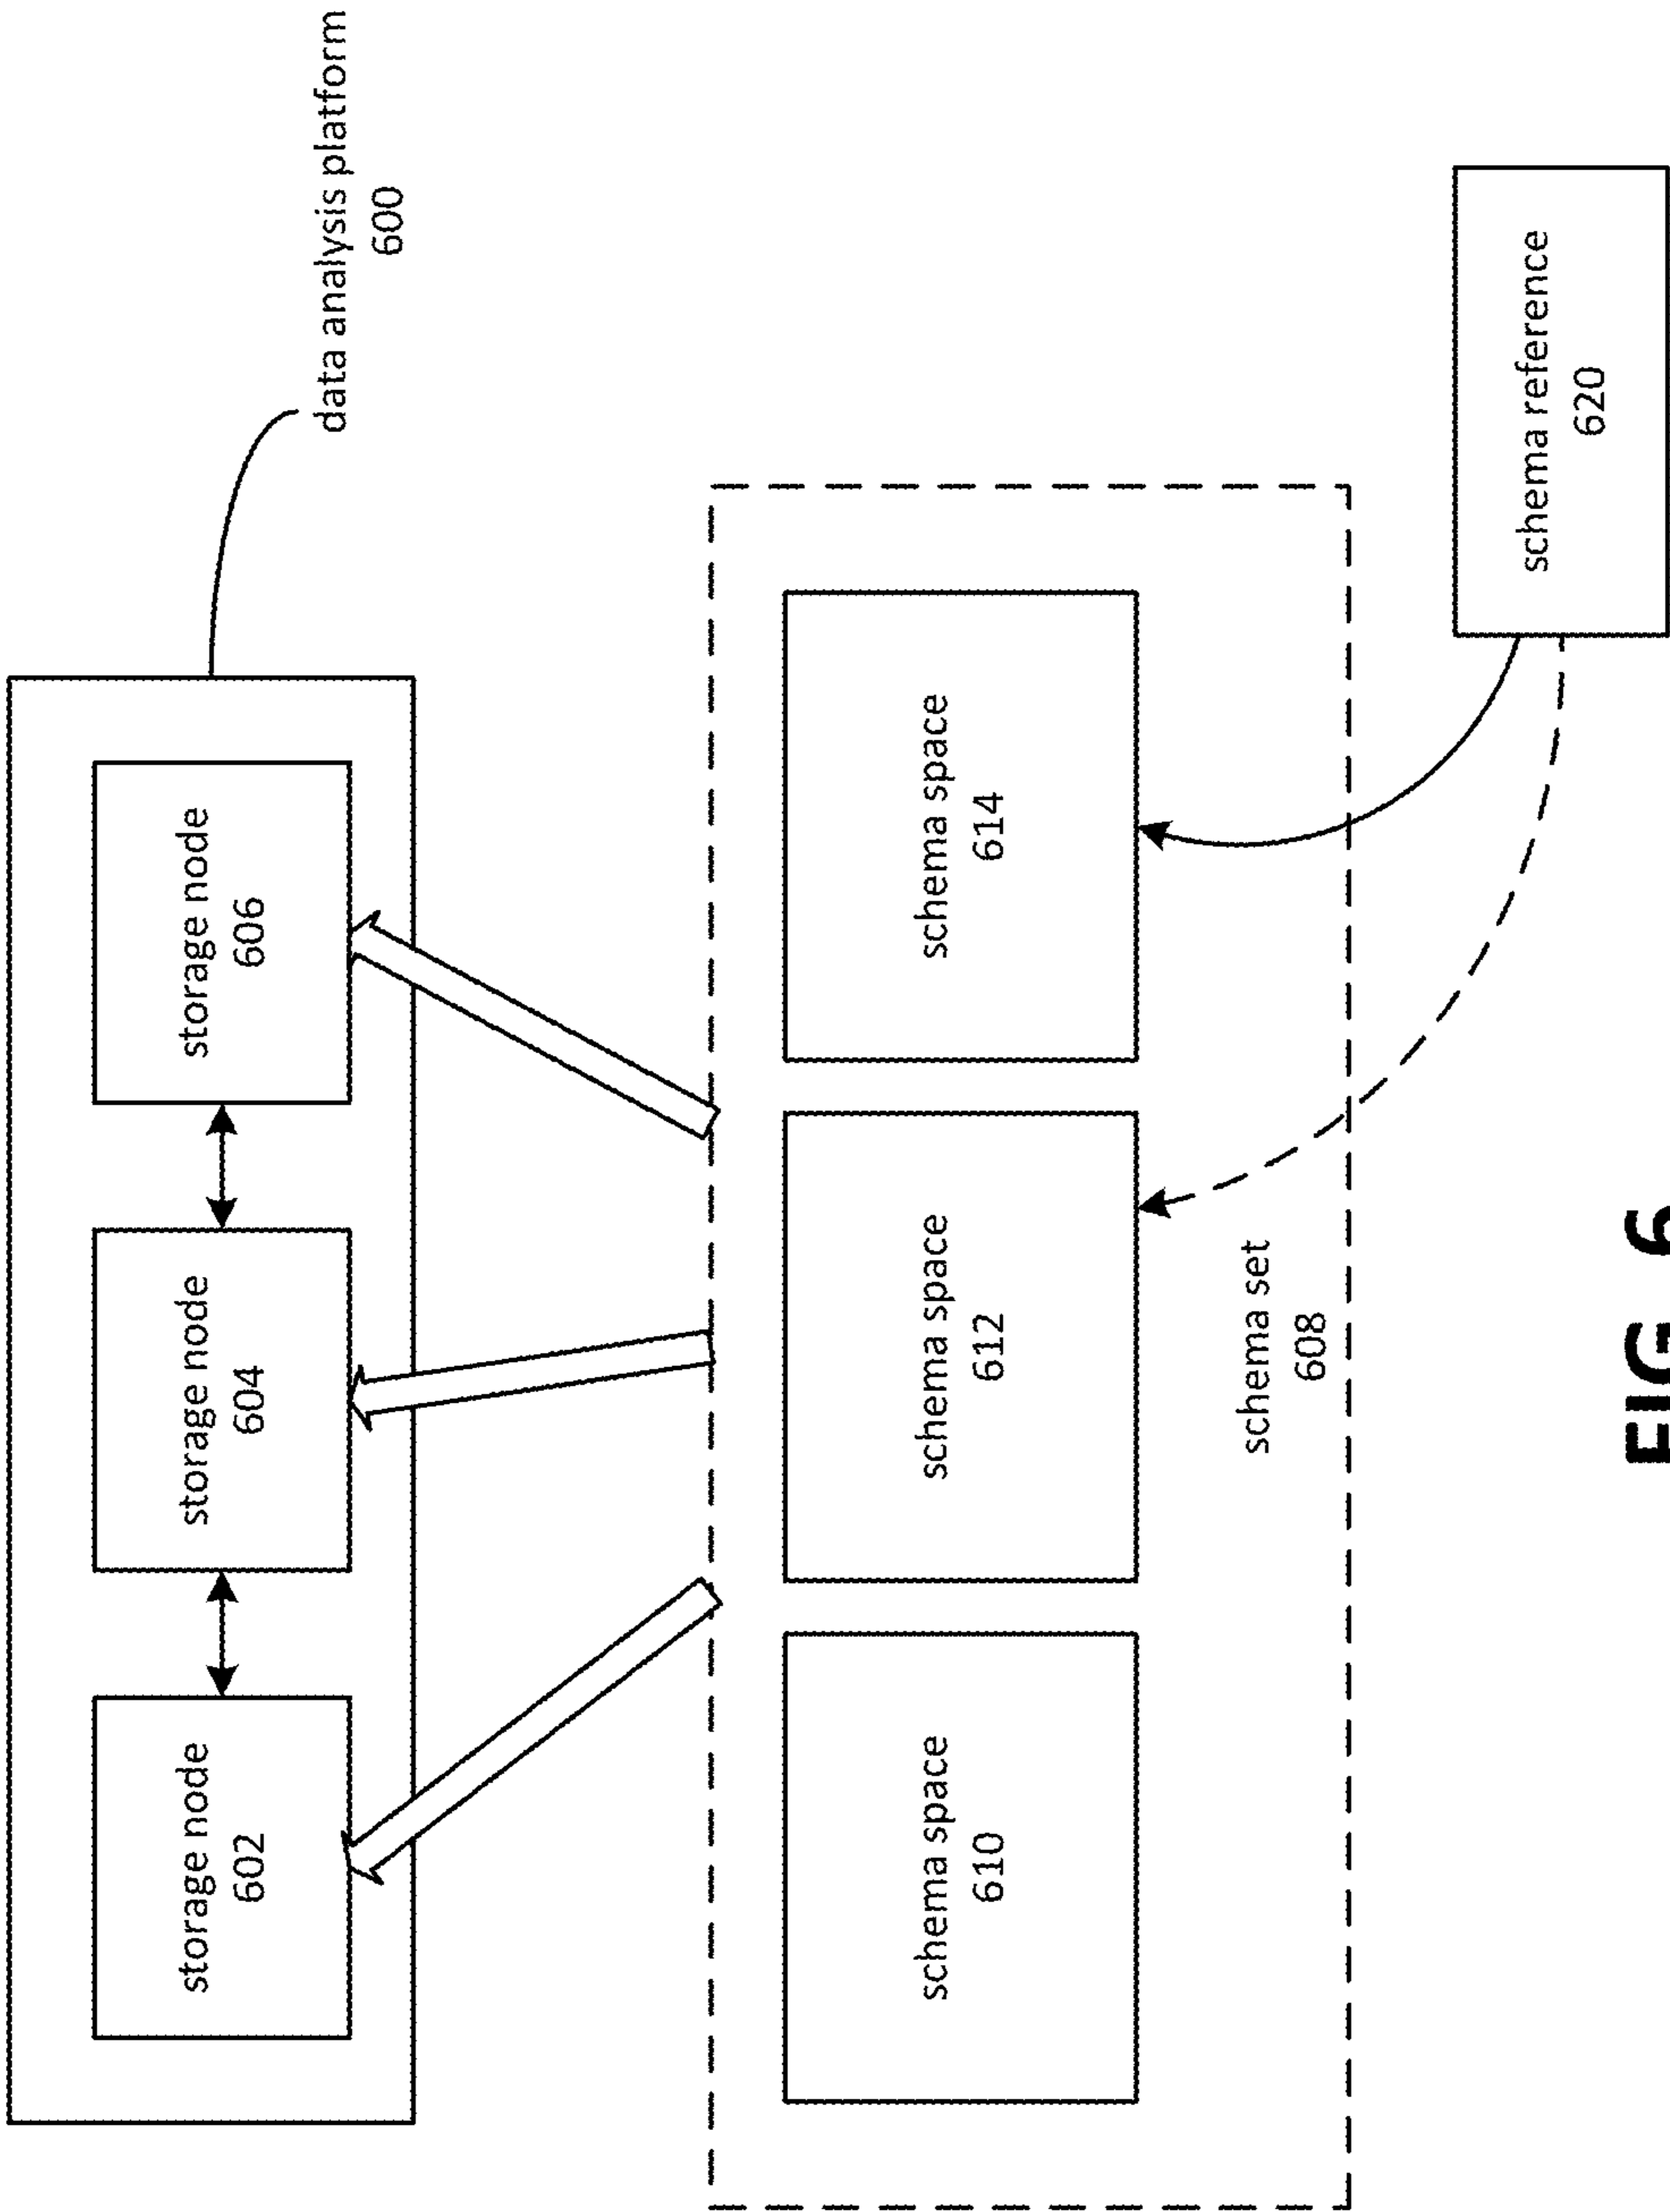 storage node
602
storage node
604
storage node
606
data analysis platform
600
schema space
610
schema space
612
schema space
614
schema set
608
schema reference
620
FIG. 6